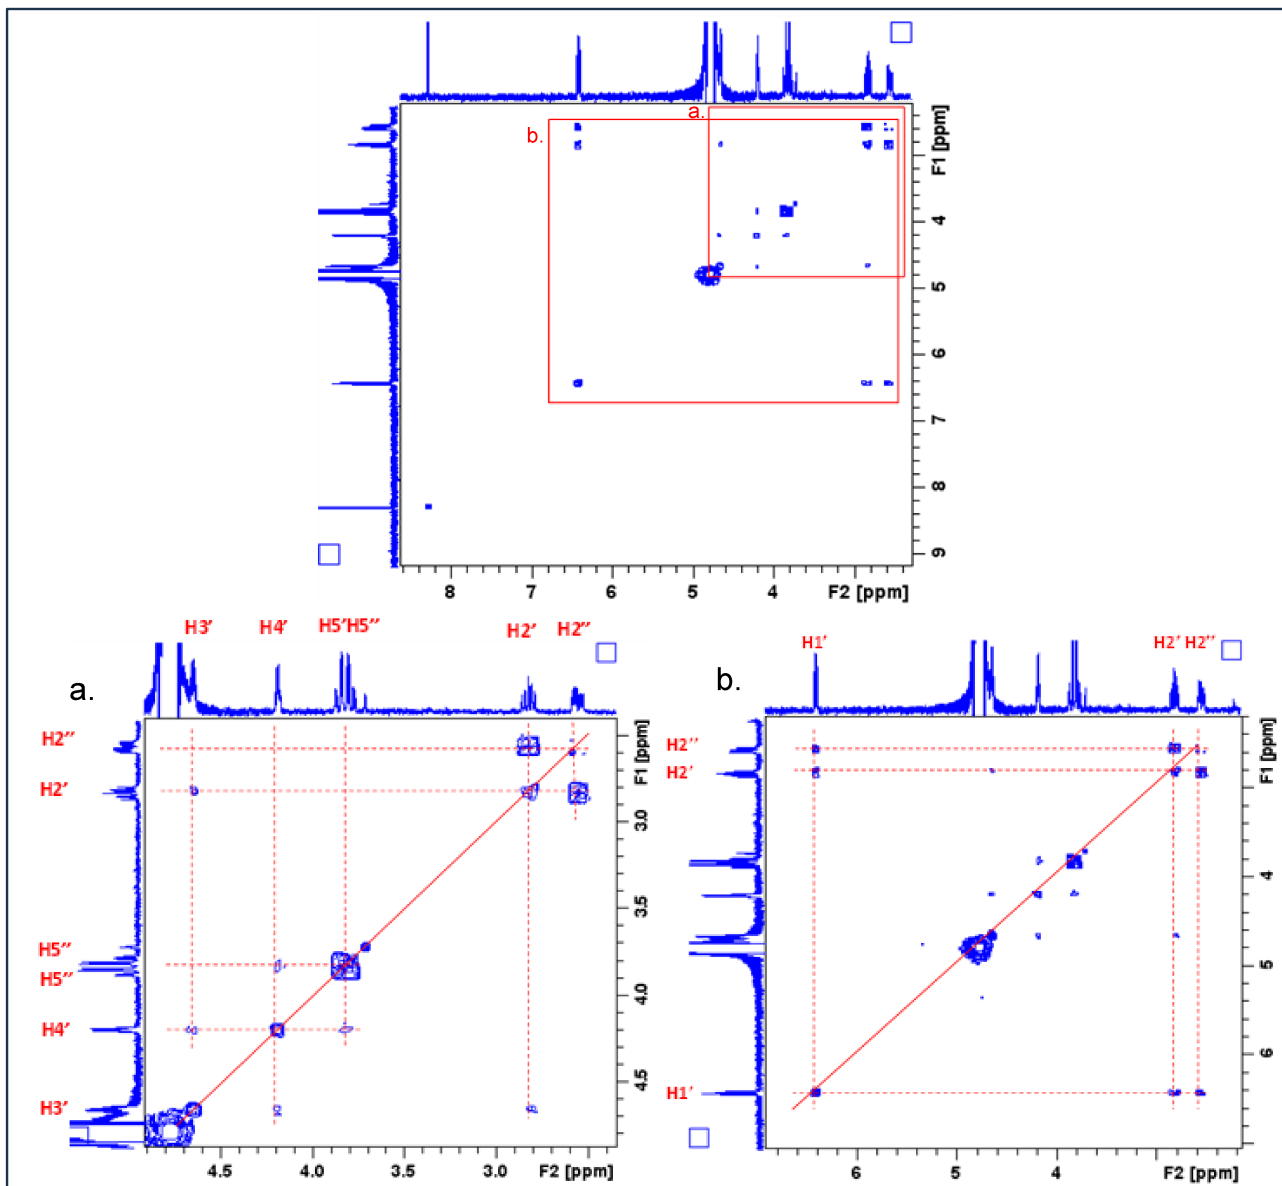 a.
b.
F1 [ppm]
4
5
6
7
8
9
8
7
6
5
4
F2 [ppm]
H3′ H4′ H5′H5″ H2′ H2″
a.
H2″
H2′
H5″
H5″
H4′
H3′
F1 [ppm]
3.0
3.5
4.0
4.5
4.5
4.0
3.5
3.0
F2 [ppm]
b.
H1′ H2′ H2″
H2″
H2′
H1′
F1 [ppm]
4
5
6
6
4
F2 [ppm]